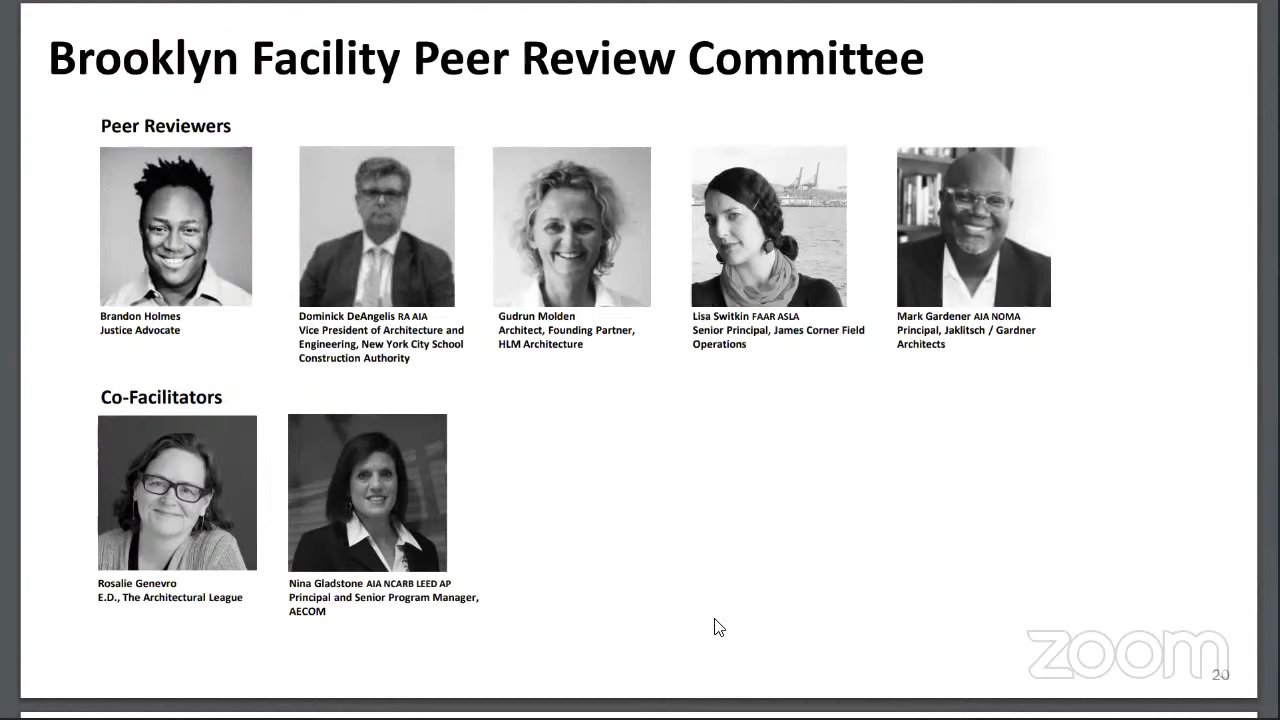 Brooklyn Facility Peer Review Committee
Peer Reviewers
Brandon Holmes
Justice Advocate
Dominick DeAngelis RA AIA
Vice President of Architecture and
Engineering, New York City School
Construction Authority
Gudrun Molden
Architect, Founding Partner,
HLM Architecture
Lisa Switkin FAAR ASLA
Senior Principal, James Corner Field
Operations
Mark Gardener AIA NOMA
Principal, Jaklitsch / Gardner
Architects
Co-Facilitators
Rosalie Genevro
E.D., The Architectural League
Nina Gladstone AIA NCARB LEED AP
Principal and Senior Program Manager,
AECOM
zoom
20